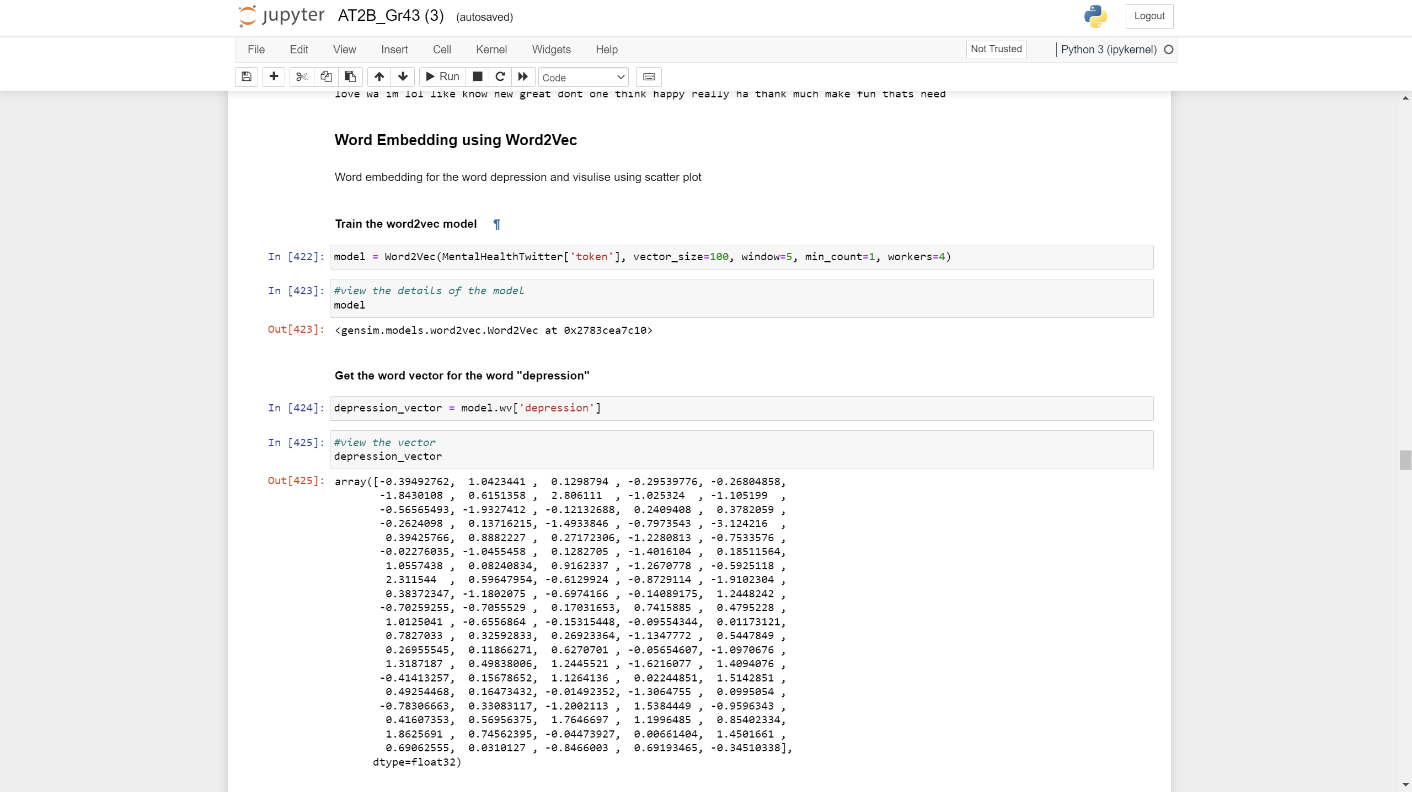 jupyter AT2B_Gr43 (3) (autosaved) Logout
File Edit View Insert Cell Kernel Widgets Help Not Trusted Python 3 (ipykernel)
Run Code
love wa im lol like know new great dont one think happy really ha thank much make fun thats need
Word Embedding using Word2Vec
Word embedding for the word depression and visulise using scatter plot
Train the word2vec model ¶
In [422]: model = Word2Vec(MentalHealthTwitter['token'], vector_size=100, window=5, min_count=1, workers=4)
In [423]: #view the details of the model
model
Out[423]: <gensim.models.word2vec.Word2Vec at 0x2783cea7c10>
Get the word vector for the word "depression"
In [424]: depression_vector = model.wv['depression']
In [425]: #view the vector
depression_vector
Out[425]: array([-0.39492762, 1.0423441 , 0.1298794 , -0.29539776, -0.26804858,
-1.8430108 , 0.6151358 , 2.806111 , -1.025324 , -1.105199 ,
-0.56565493, -1.9327412 , -0.12132688, 0.2409408 , 0.3782059 ,
-0.2624098 , 0.13716215, -1.4933846 , -0.7973543 , -3.124216 ,
0.39425766, 0.8882227 , 0.27172306, -1.2280813 , -0.7533576 ,
-0.02276035, -1.0455458 , 0.1282705 , -1.4016104 , 0.18511564,
1.0557438 , 0.08240834, 0.9162337 , -1.2670778 , -0.5925118 ,
2.311544 , 0.59647954, -0.6129924 , -0.8729114 , -1.9102304 ,
0.38372347, -1.1802075 , -0.6974166 , -0.14089175, 1.2448242 ,
-0.70259255, -0.7055529 , 0.17031653, 0.7415885 , 0.4795228 ,
1.0125041 , -0.6556864 , -0.15315448, -0.09554344, 0.01173121,
0.7827033 , 0.32592833, 0.26923364, -1.1347772 , 0.5447849 ,
0.26955545, 0.11866271, 0.6270701 , -0.05654607, -1.0970676 ,
1.3187187 , 0.49838006, 1.2445521 , -1.6216077 , 1.4094076 ,
-0.41413257, 0.15678652, 1.1264136 , 0.02244851, 1.5142851 ,
0.49254468, 0.16473432, -0.01492352, -1.3064755 , 0.0995054 ,
-0.78306663, 0.33083117, -1.2002113 , 1.5384449 , -0.9596343 ,
0.41607353, 0.56956375, 1.7646697 , 1.1996485 , 0.85402334,
1.8625691 , 0.74562395, -0.04473927, 0.00661404, 1.4501661 ,
0.69062555, 0.0310127 , -0.8466003 , 0.69193465, -0.34510338],
dtype=float32)